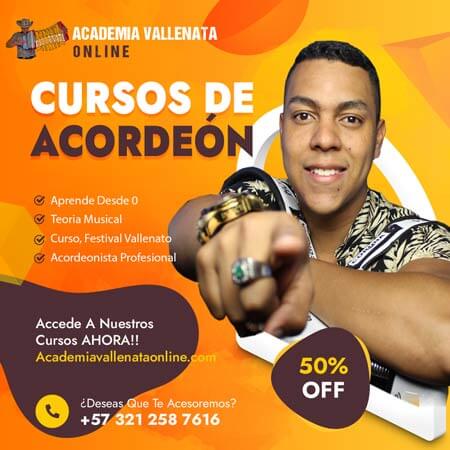 ACADEMIA VALLENATA
ONLINE
CURSOS DE
ACORDEÓN
Aprende Desde 0
Teoria Musical
Curso, Festival Vallenato
Acordeonista Profesional
Accede A Nuestros
Cursos AHORA!!
Academiavallenataonline.com
50%
OFF
¿Deseas Que Te Acesoremos?
+57 321 258 7616